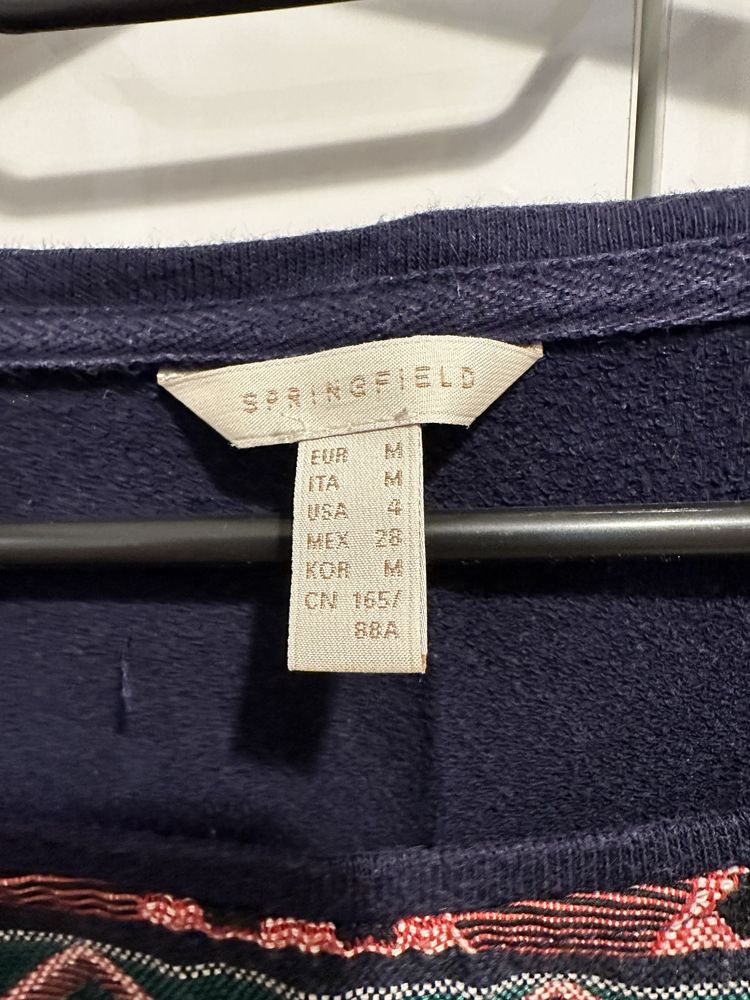 SPRINGFIELD
EUR M
ITA M
USA 4
MEX 28
KOR M
CN 165/
88A